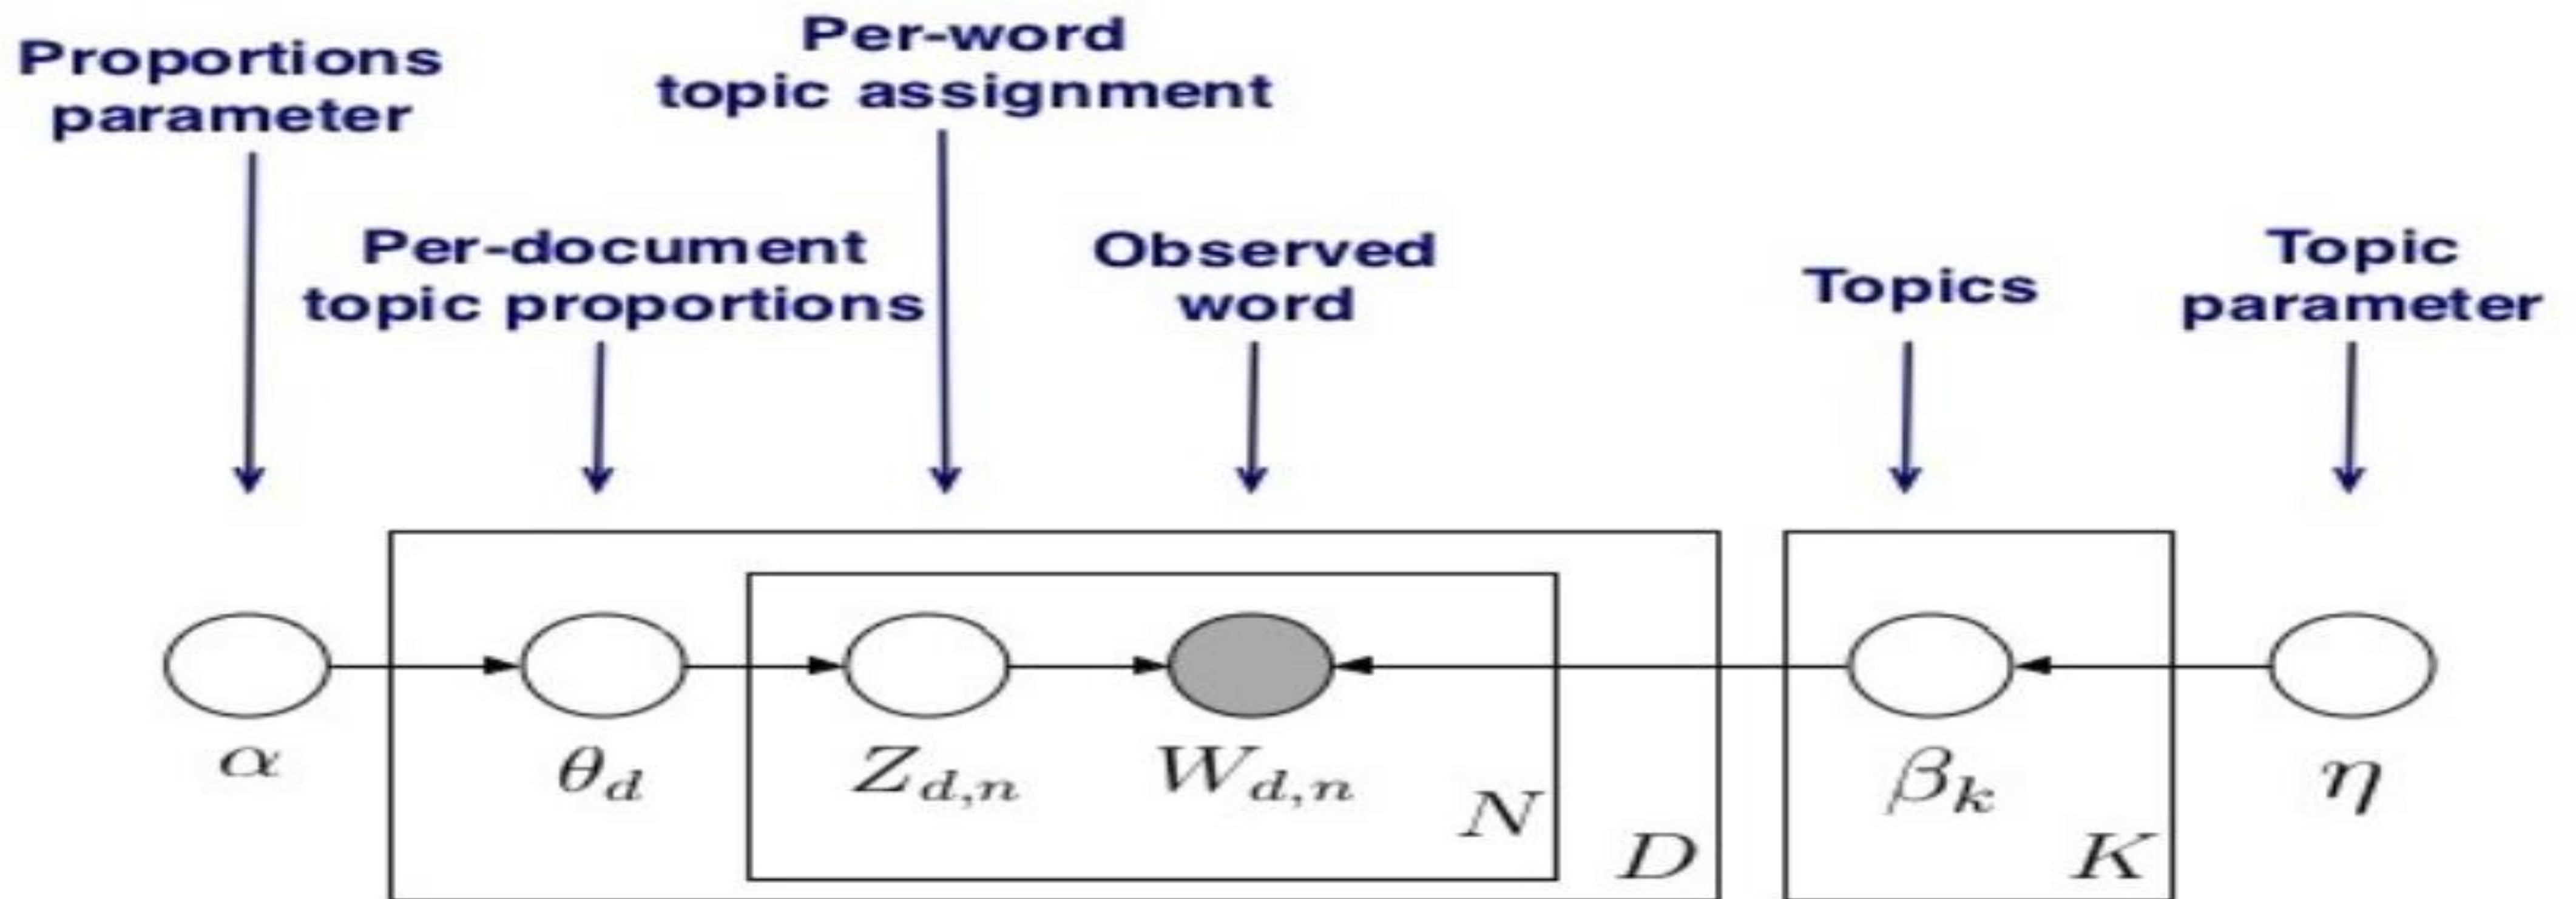 Proportions
parameter
Per-word
topic assignment
Per-document
topic proportions
Observed
word
Topics
Topic
parameter
α
θd
Zd,n
Wd,n
N
D
βk
K
η